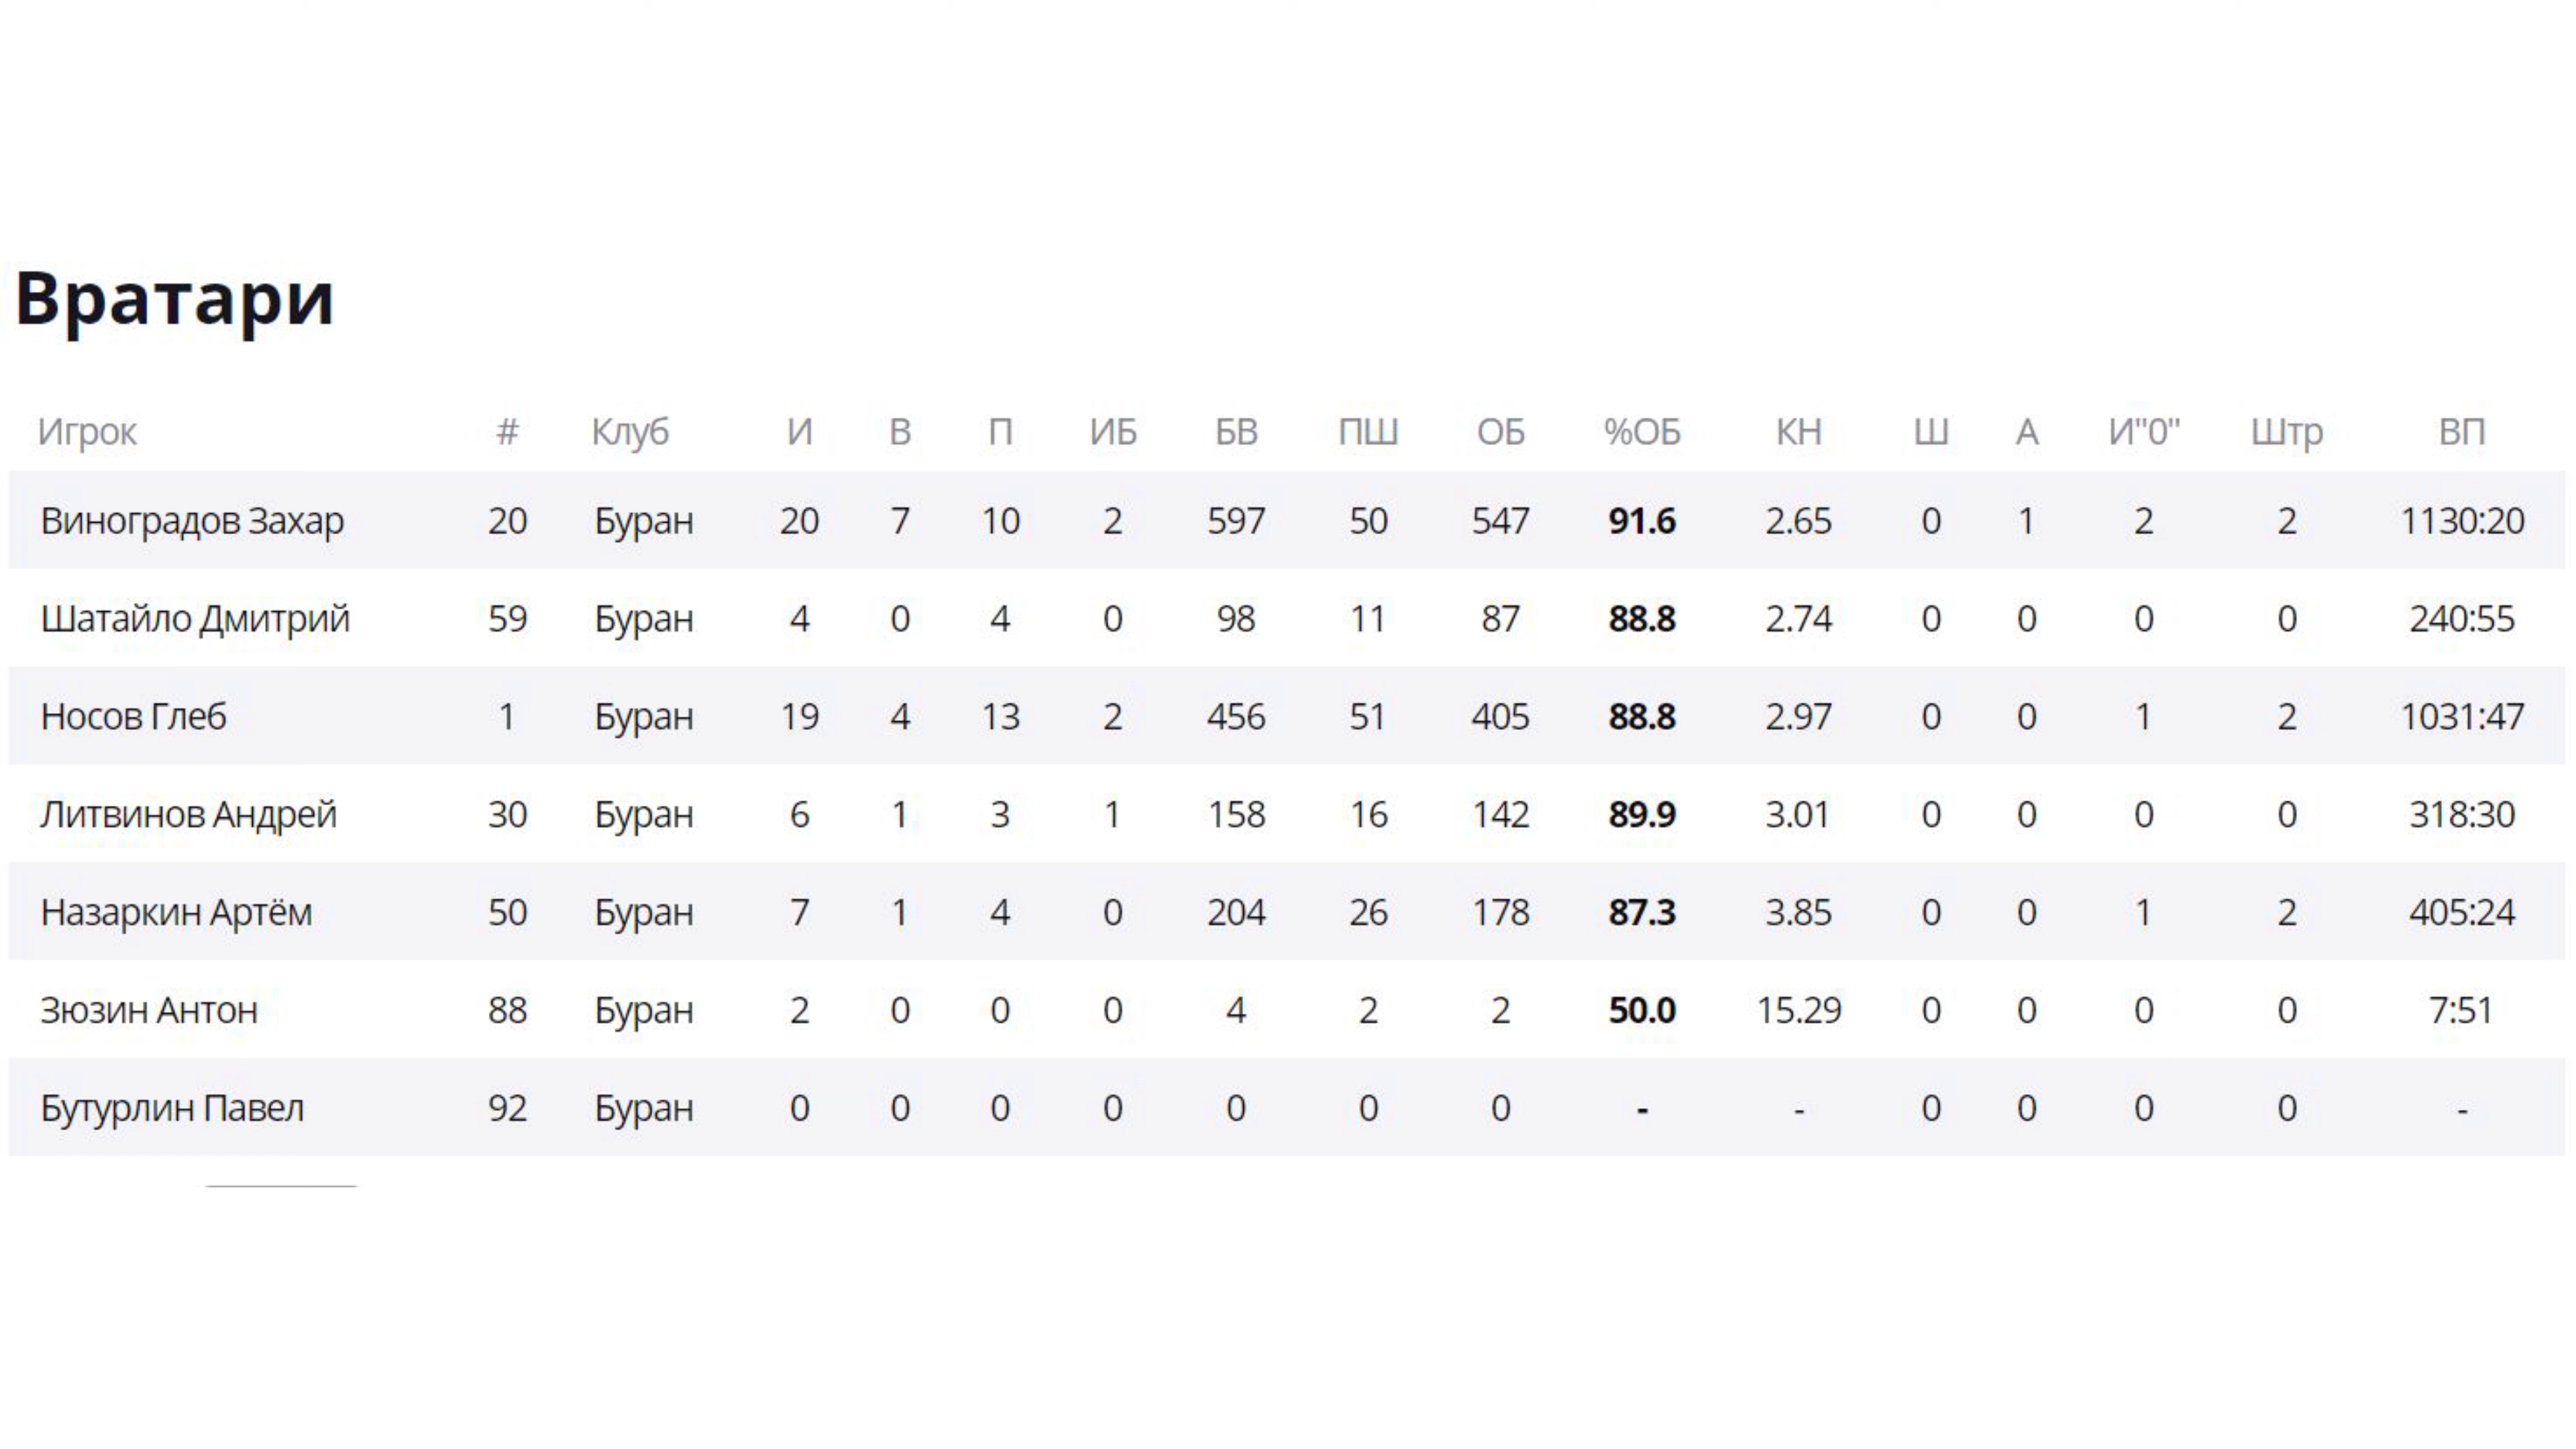 Вратари
Игрок # Клуб И В П ИБ БВ ПШ ОБ %ОБ КН Ш А И"0" Штр ВП
Виноградов Захар 20 Буран 20 7 10 2 597 50 547 91.6 2.65 0 1 2 2 1130:20
Шатайло Дмитрий 59 Буран 4 0 4 0 98 11 87 88.8 2.74 0 0 0 0 240:55
Носов Глеб 1 Буран 19 4 13 2 456 51 405 88.8 2.97 0 0 1 2 1031:47
Литвинов Андрей 30 Буран 6 1 3 1 158 16 142 89.9 3.01 0 0 0 0 318:30
Назаркин Артём 50 Буран 7 1 4 0 204 26 178 87.3 3.85 0 0 1 2 405:24
Зюзин Антон 88 Буран 2 0 0 0 4 2 2 50.0 15.29 0 0 0 0 7:51
Бутурлин Павел 92 Буран 0 0 0 0 0 0 0 - - 0 0 0 0 -